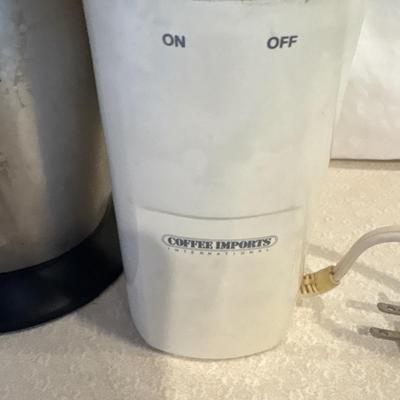 ON OFF
COFFEE IMPORTS
INTERNATIONAL